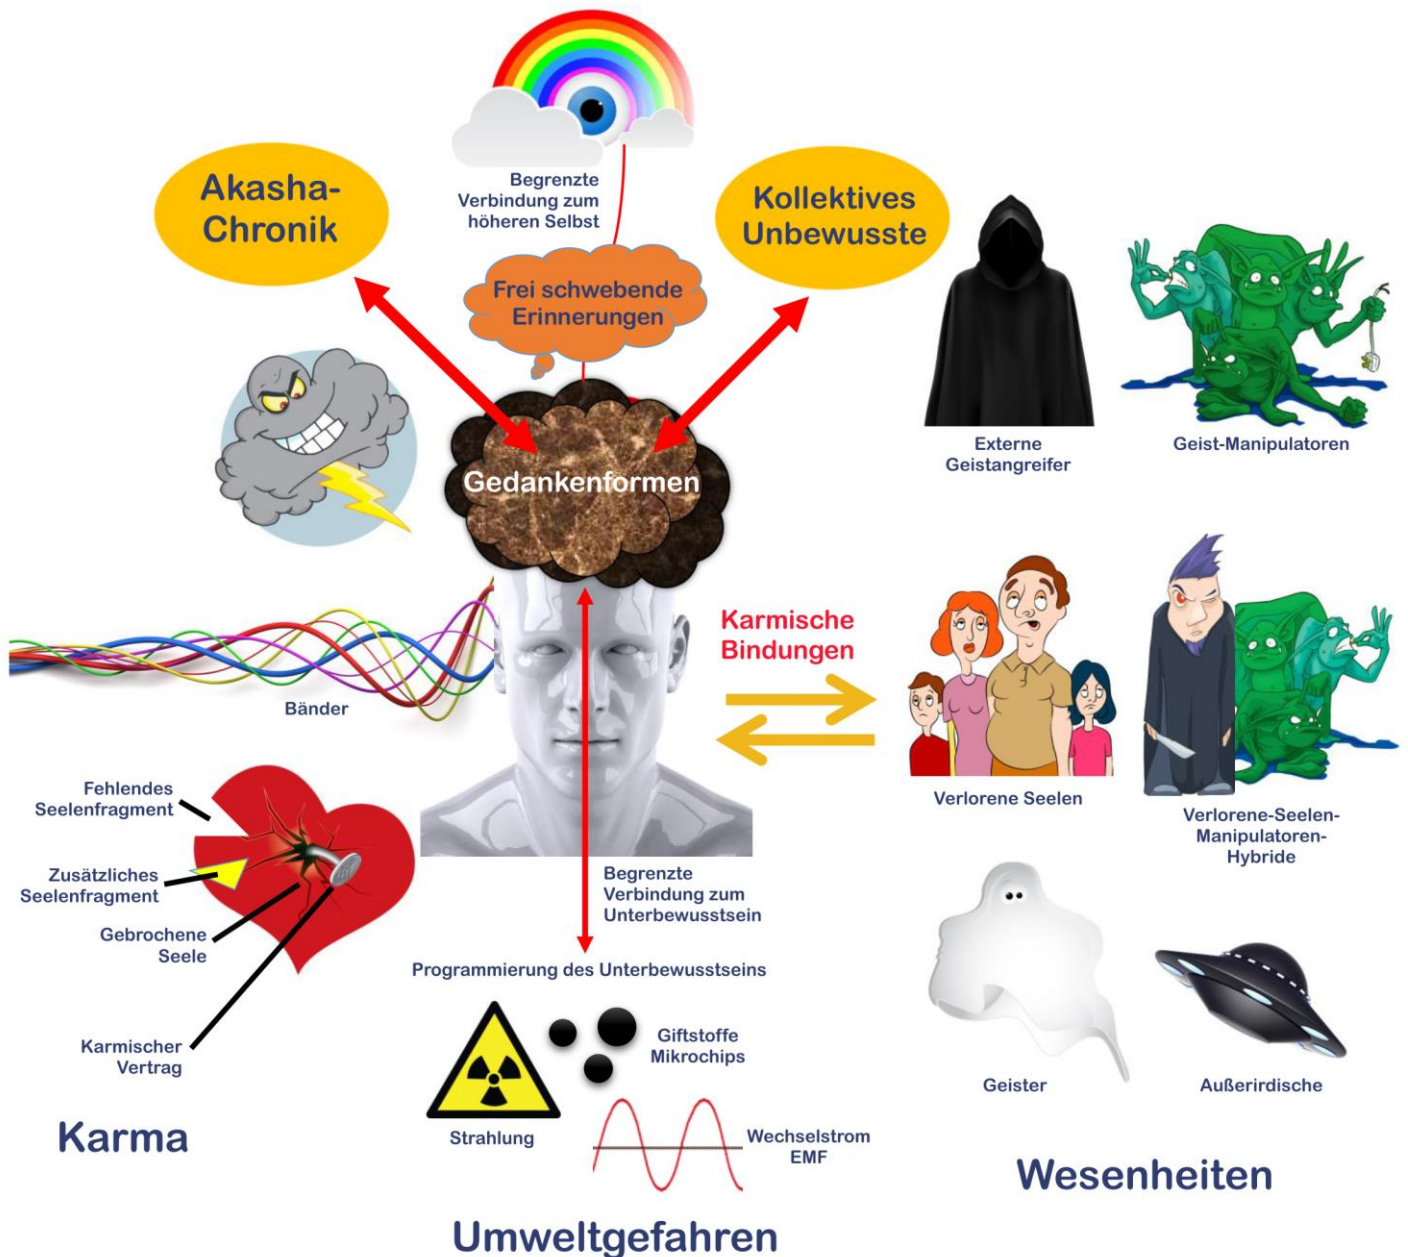 Akasha-
Chronik
Begrenzte
Verbindung zum
höheren Selbst
Kollektives
Unbewusste
Frei schwebende
Erinnerungen
Gedankenformen
Externe
Geistangreifer
Geist-Manipulatoren
Bänder
Karmische
Bindungen
Verlorene Seelen
Verlorene-Seelen-
Manipulatoren-
Hybride
Fehlendes
Seelenfragment
Zusätzliches
Seelenfragment
Gebrochene
Seele
Karmischer
Vertrag
Karma
Begrenzte
Verbindung zum
Unterbewusstsein
Programmierung des Unterbewusstseins
Giftstoffe
Mikrochips
Strahlung
Wechselstrom
EMF
Umweltgefahren
Geister
Außerirdische
Wesenheiten